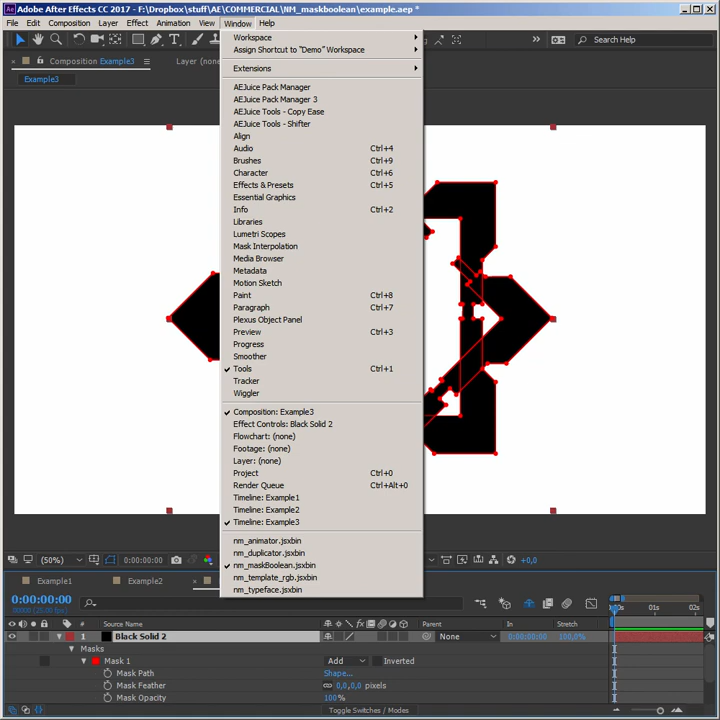 Adobe After Effects CC 2017 - F:\Dropbox\stuff\AE\COMMERCIAL\NM_maskboolean\example.aep *
File Edit Composition Layer Effect Animation View Window Help
Search Help
Composition Example3
Layer (none
Example3
Workspace
Assign Shortcut to "Demo" Workspace
Extensions
AEJuice Pack Manager
AEJuice Pack Manager 3
AEJuice Tools - Copy Ease
AEJuice Tools - Shifter
Align
Audio Ctrl+4
Brushes Ctrl+9
Character Ctrl+6
Effects & Presets Ctrl+5
Essential Graphics
Info Ctrl+2
Libraries
Lumetri Scopes
Mask Interpolation
Media Browser
Metadata
Motion Sketch
Paint Ctrl+8
Paragraph Ctrl+7
Plexus Object Panel
Preview Ctrl+3
Progress
Smoother
Tools Ctrl+1
Tracker
Wiggler
Composition: Example3
Effect Controls: Black Solid 2
Flowchart: (none)
Footage: (none)
Layer: (none)
Project Ctrl+0
Render Queue Ctrl+Alt+0
Timeline: Example1
Timeline: Example2
Timeline: Example3
nm_animator.jsxbin
nm_duplicator.jsxbin
nm_maskBoolean.jsxbin
nm_template_rgb.jsxbin
nm_typeface.jsxbin
(50%) 0:00:00:00 +0,0
Example1 Example2
0:00:00:00
00000 (25.00 fps)
01s 02s
# Source Name Parent In Stretch
1 Black Solid 2 None 0:00:00:00 100,0%
Masks
Mask 1 Add Inverted
Mask Path Shape...
Mask Feather 0,0,0,0 pixels
Mask Opacity 100%
Toggle Switches / Modes